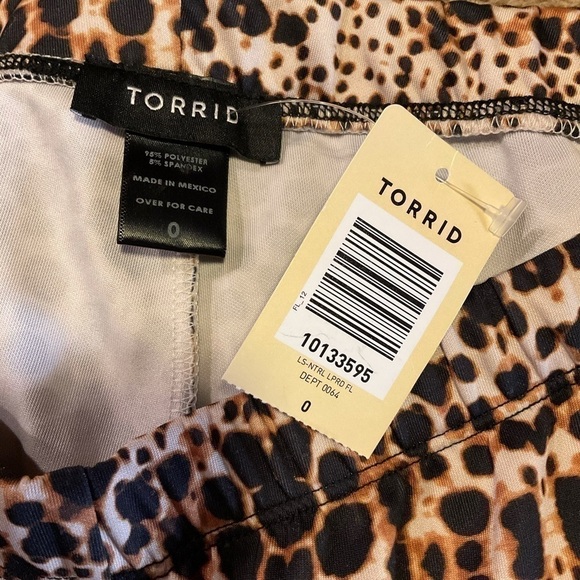 TORRID
95% POLYESTER
5% SPANDEX
MADE IN MEXICO
OVER FOR CARE
0
TORRID
FL_12
10133595
LS-NTRL LPRD FL
DEPT 0064
0